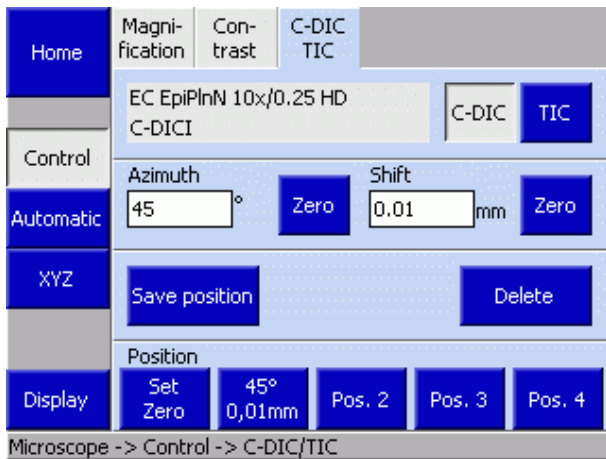 Home
Magni-
fication
Con-
trast
C-DIC
TIC
EC EpiPlnN 10x/0.25 HD
C-DICI
C-DIC
TIC
Control
Azimuth
45
°
Zero
Shift
0.01
mm
Zero
Automatic
XYZ
Save position
Delete
Position
Display
Set
Zero
45°
0,01mm
Pos. 2
Pos. 3
Pos. 4
Microscope -> Control -> C-DIC/TIC